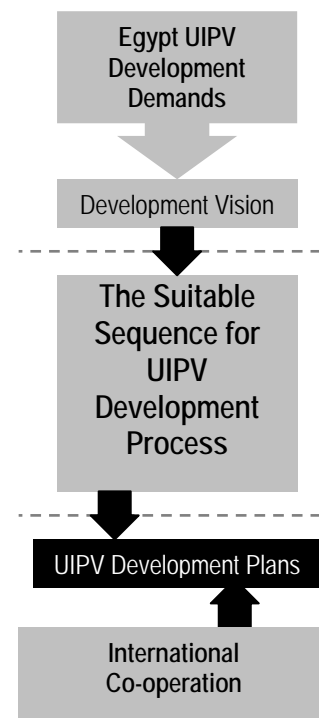 Egypt UIPV
Development
Demands
Development Vision
The Suitable
Sequence for
UIPV
Development
Process
UIPV Development Plans
International
Co-operation